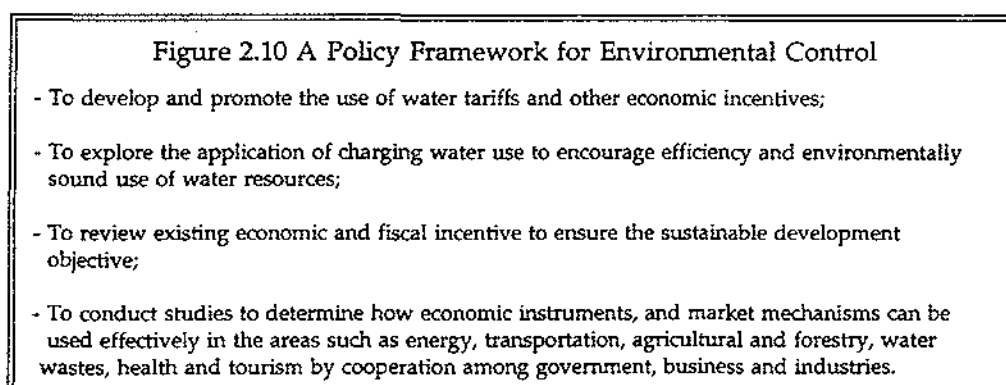 Figure 2.10 A Policy Framework for Environmental Control
- To develop and promote the use of water tariffs and other economic incentives;
- To explore the application of charging water use to encourage efficiency and environmentally
sound use of water resources;
- To review existing economic and fiscal incentive to ensure the sustainable development
objective;
- To conduct studies to determine how economic instruments, and market mechanisms can be
used effectively in the areas such as energy, transportation, agricultural and forestry, water
wastes, health and tourism by cooperation among government, business and industries.